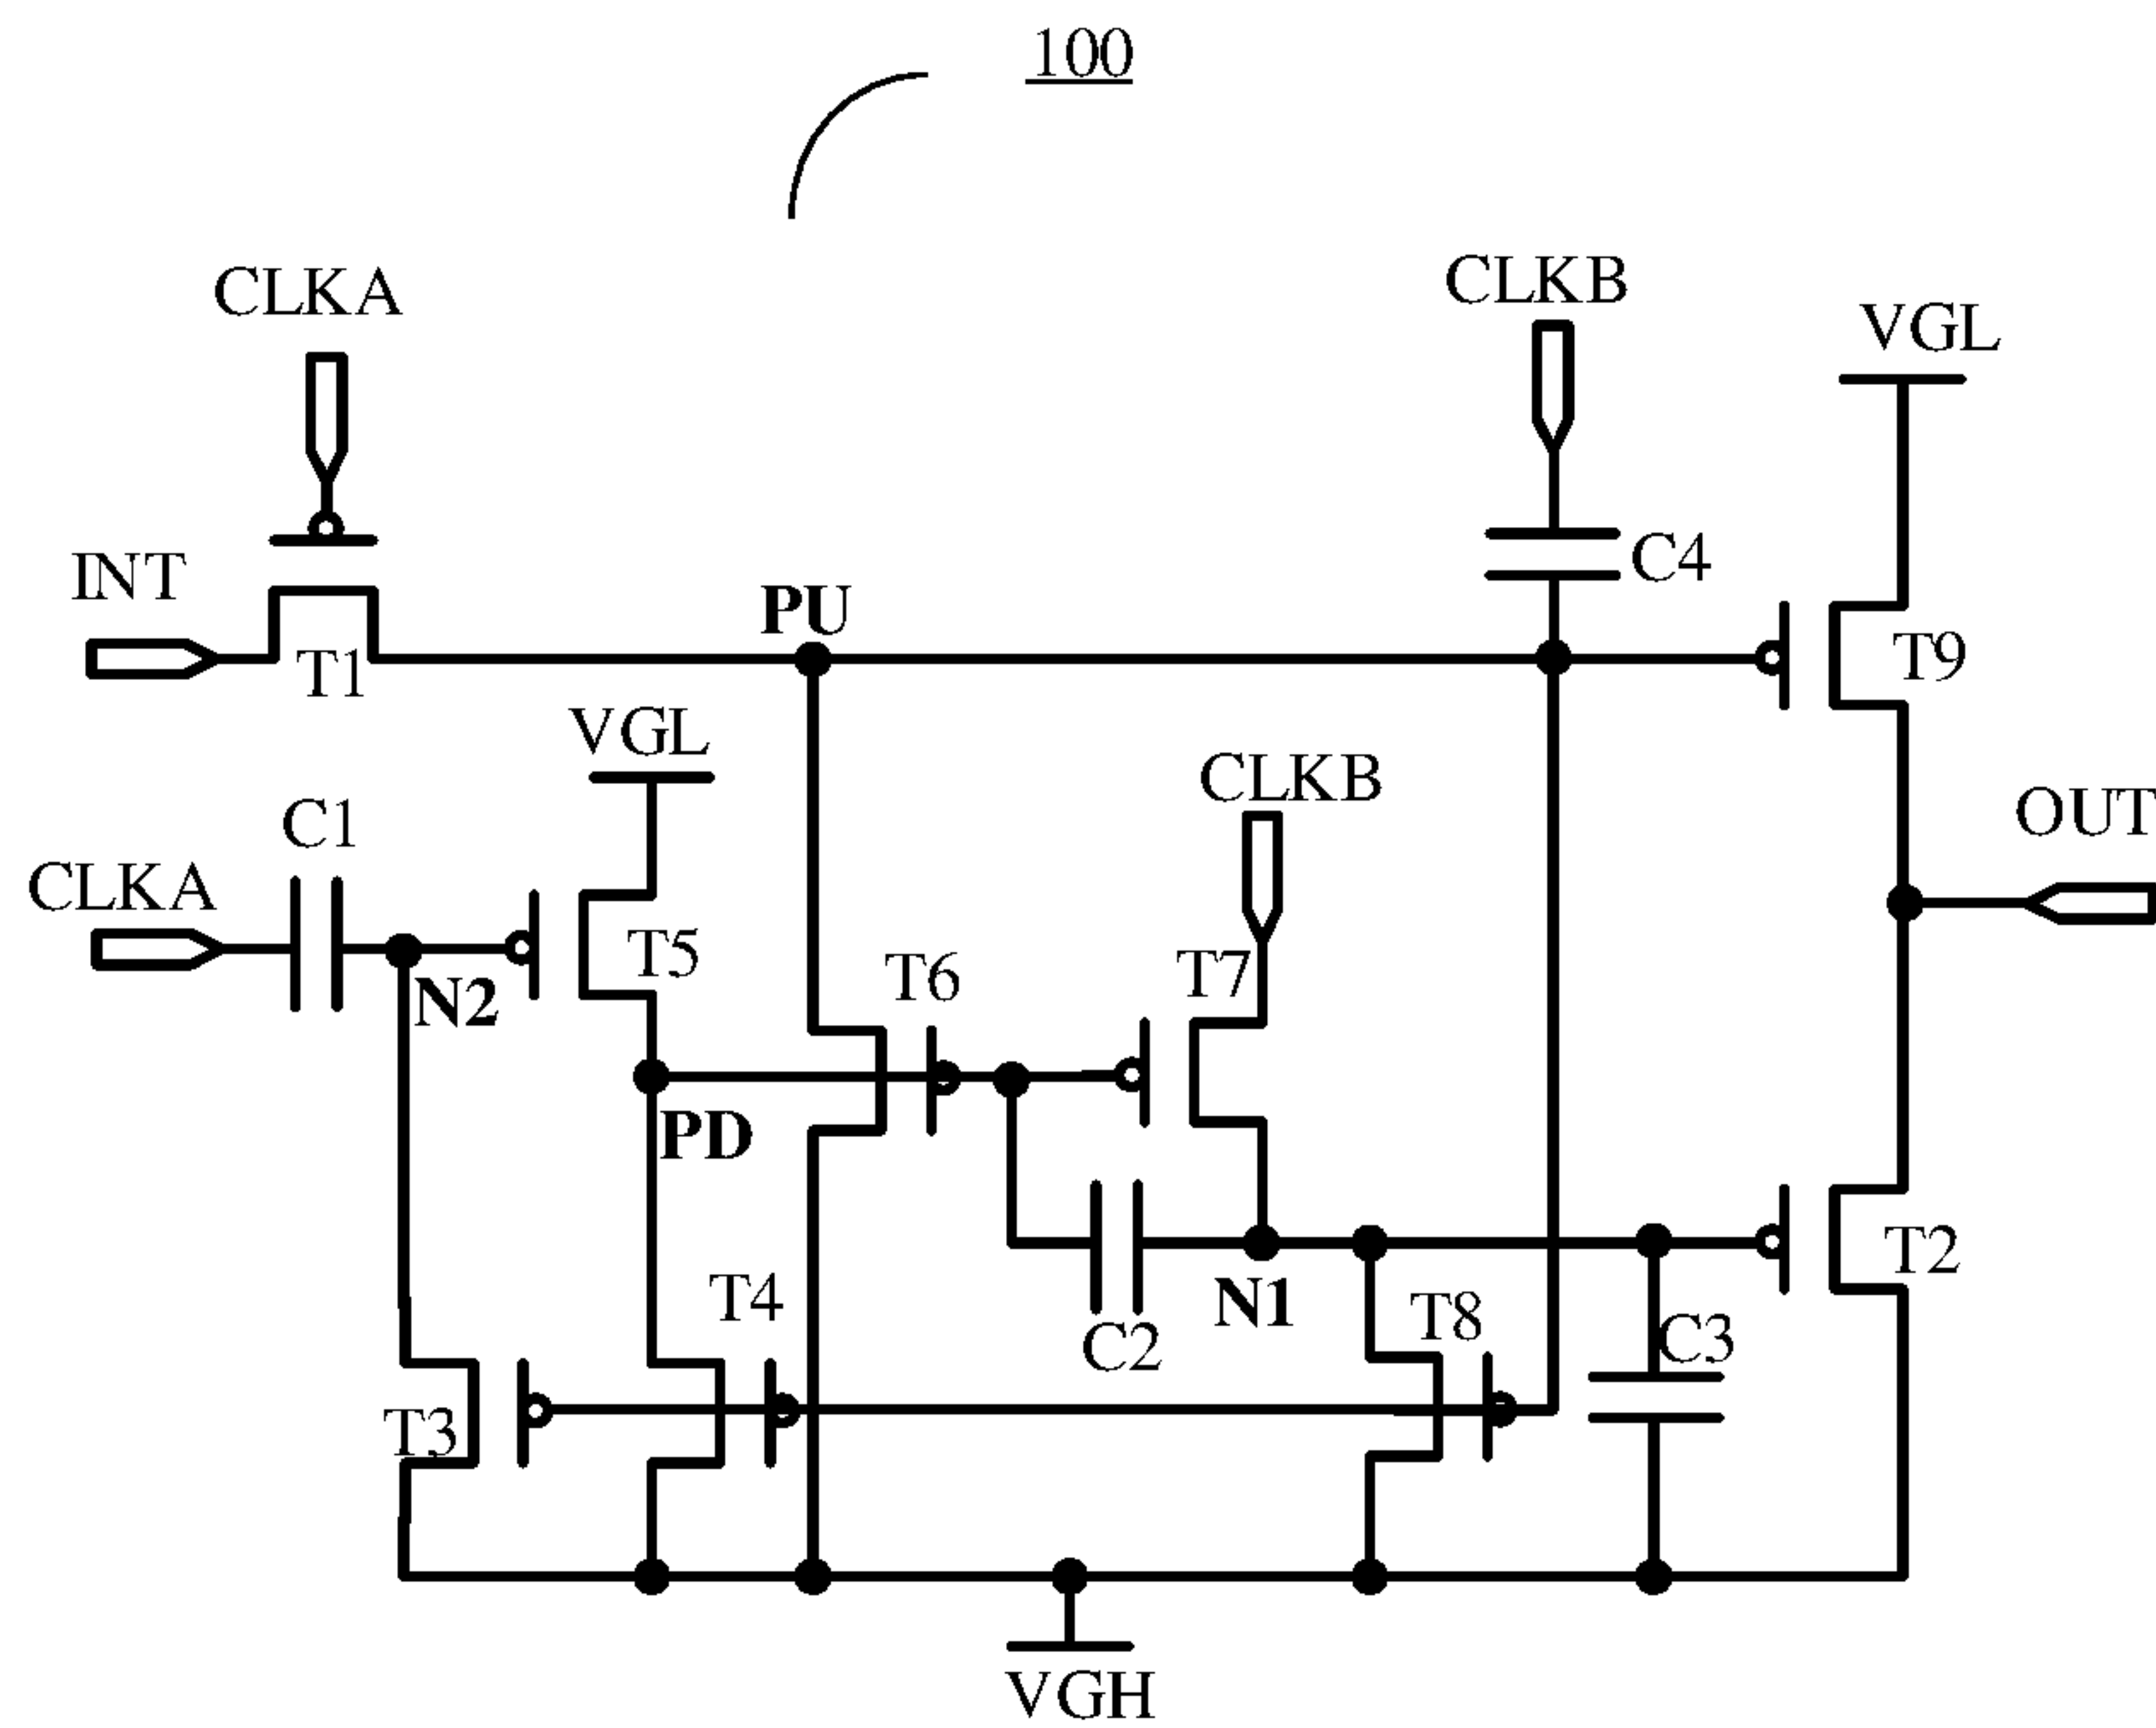 100
CLKA
CLKB
VGL
INT
C4
PU
T9
T1
VGL
CLKB
OUT
C1
CLKA
T5
T6
T7
N2
PD
T2
T4
N1
T8
C3
C2
T3
VGH